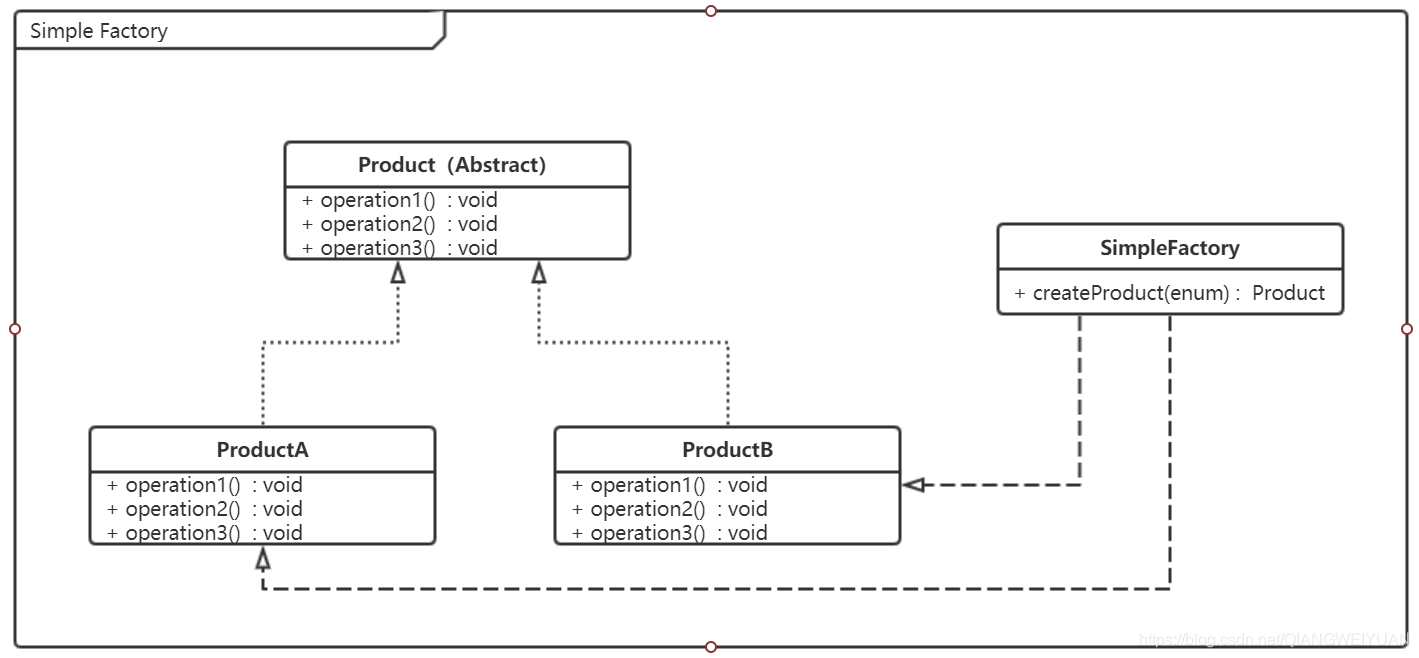 Simple Factory
Product (Abstract)
+ operation1() : void
+ operation2() : void
+ operation3() : void
SimpleFactory
+ createProduct(enum) : Product
ProductA
+ operation1() : void
+ operation2() : void
+ operation3() : void
ProductB
+ operation1() : void
+ operation2() : void
+ operation3() : void
https://blog.csdn.net/QIANGWEIYUAN